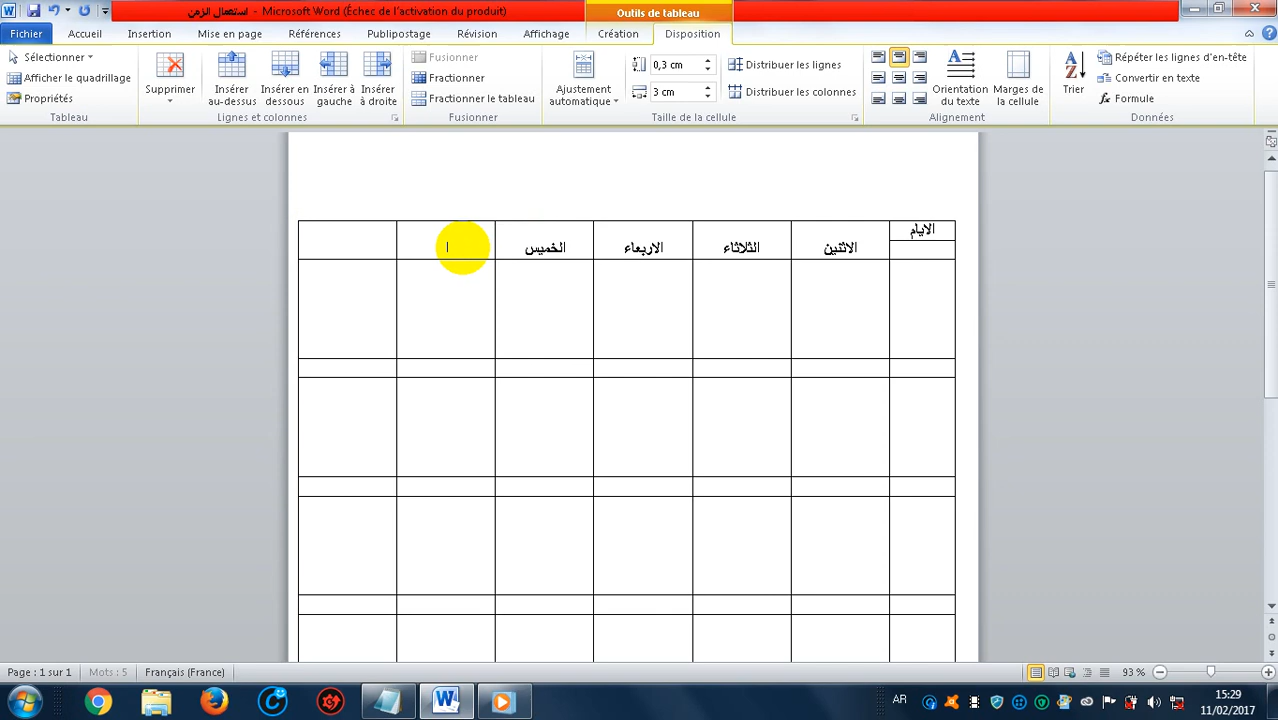 استعمال الزمن - Microsoft Word (Échec de l'activation du produit)
Outils de tableau
Fichier Accueil Insertion Mise en page Références Publipostage Révision Affichage Création Disposition
Sélectionner
Afficher le quadrillage
Propriétés
Tableau
Supprimer
Insérer au-dessus
Insérer en dessous
Insérer à gauche
Insérer à droite
Lignes et colonnes
Fusionner
Fractionner
Fractionner le tableau
Fusionner
Ajustement automatique
0,3 cm
3 cm
Distribuer les lignes
Distribuer les colonnes
Taille de la cellule
Orientation du texte
Marges de la cellule
Alignement
Trier
Répéter les lignes d'en-tête
Convertir en texte
Formule
Données
الايام
الاثنين الثلاثاء الاربعاء الخميس
Page : 1 sur 1 Mots : 5 Français (France) 93 %
AR
15:29
11/02/2017